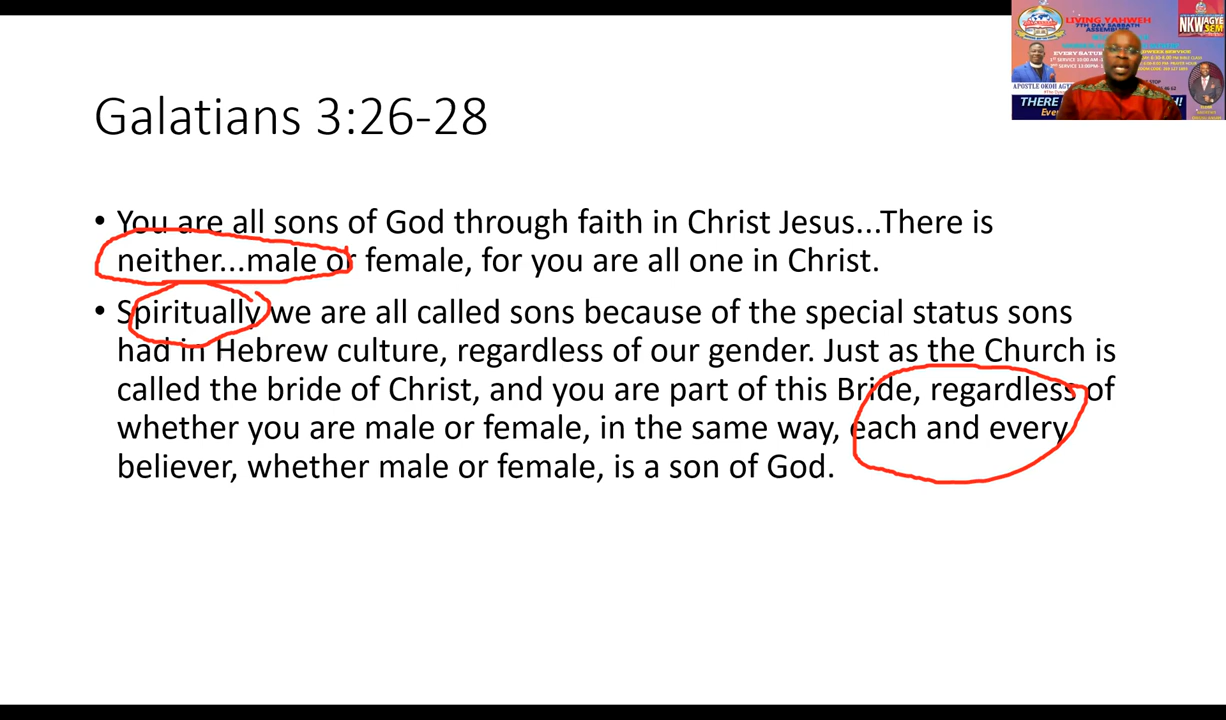 LIVING YAHWEH
7TH DAY SABBATH
NKWAGYE
SEM
Galatians 3:26-28
THERE
• You are all sons of God through faith in Christ Jesus...There is
neither...male or female, for you are all one in Christ.
• Spiritually we are all called sons because of the special status sons
had in Hebrew culture, regardless of our gender. Just as the Church is
called the bride of Christ, and you are part of this Bride, regardless of
whether you are male or female, in the same way, each and every
believer, whether male or female, is a son of God.